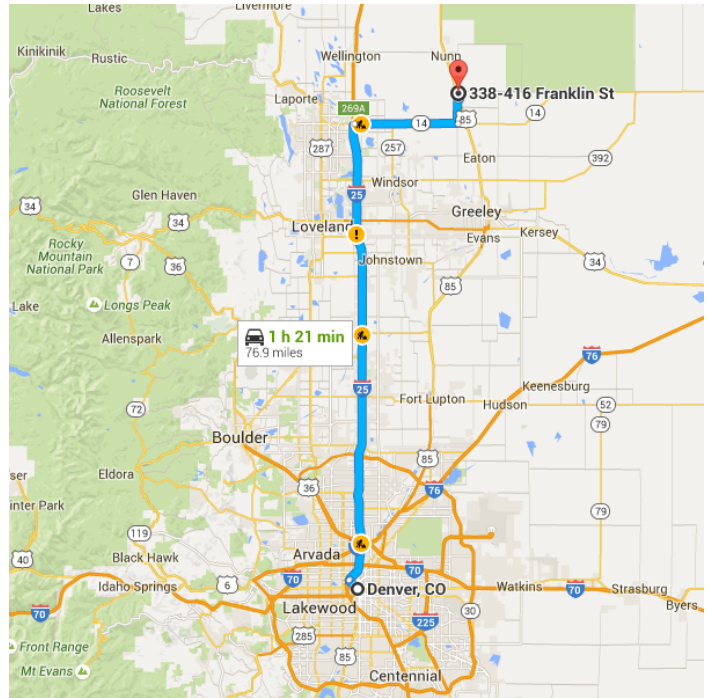 Lakes
Kinikinik
Rustic
Wellington
Nunn
Roosevelt
National Forest
Laporte
338-416 Franklin St
269A
14
85
14
287
257
Eaton
392
Windsor
Glen Haven
25
34
34
Loveland
Greeley
Evans
Kersey
Rocky
Mountain
National Park
7
36
Johnstown
34
85
Lake
Longs Peak
Allenspark
1 h 21 min
76.9 miles
76
Keenesburg
25
72
Fort Lupton
Hudson
52
79
Boulder
85
Eldora
36
76
inter Park
79
119
Arvada
40
Black Hawk
70
70
Idaho Springs
6
Denver, CO
Watkins
70
Strasburg
Byers
70
Lakewood
30
225
285
Front Range
85
Mt Evans
Centennial